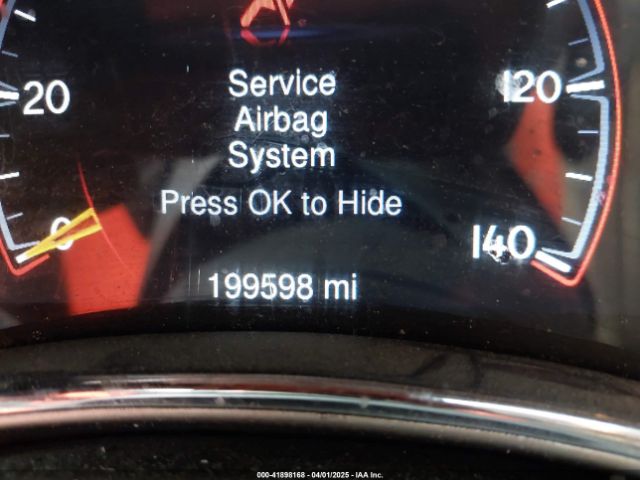 Service
20
120
Airbag
System
Press OK to Hide
0
140
199598 mi
000-41898168 - 04/01/2025 - IAA Inc.